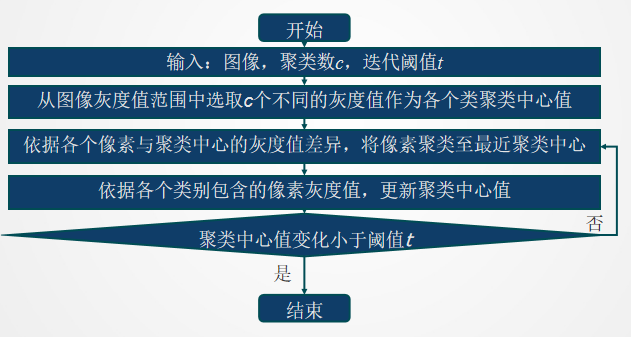 开始
输入：图像，聚类数c，迭代阈值t
从图像灰度值范围中选取c个不同的灰度值作为各个类聚类中心值
依据各个像素与聚类中心的灰度值差异，将像素聚类至最近聚类中心
依据各个类别包含的像素灰度值，更新聚类中心值
聚类中心值变化小于阈值t
否
是
结束